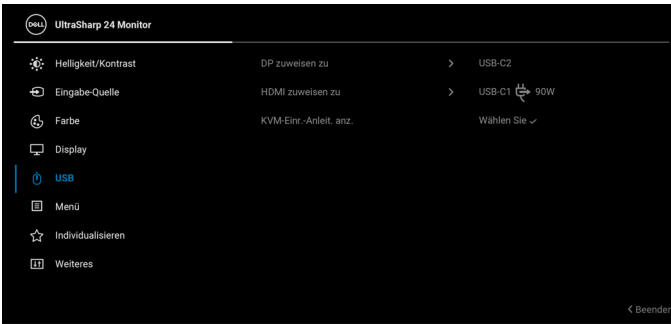 DELL UltraSharp 24 Monitor
Helligkeit/Kontrast DP zuweisen zu > USB-C2
Eingabe-Quelle HDMI zuweisen zu > USB-C1 90W
Farbe KVM-Einr.-Anleit. anz. Wählen Sie ✓
Display
USB
Menü
Individualisieren
Weiteres
< Beenden